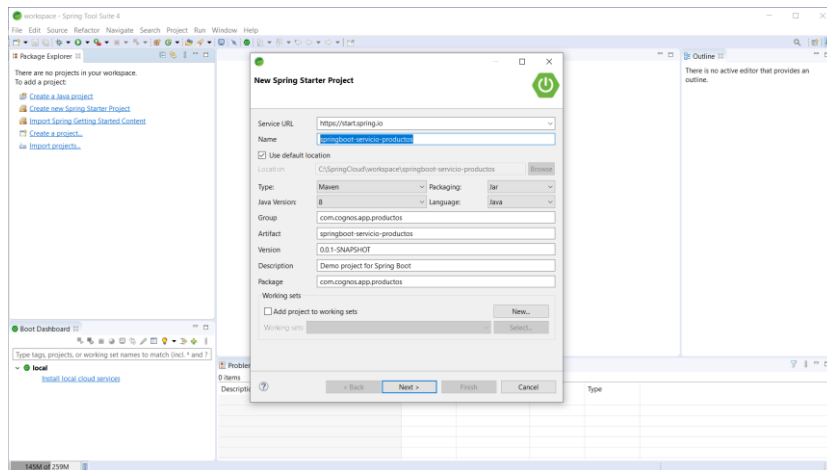 workspace - Spring Tool Suite 4
File Edit Source Refactor Navigate Search Project Run Window Help
Package Explorer
There are no projects in your workspace.
To add a project:
Create a Java project
Create new Spring Starter Project
Import Spring Getting Started Content
Create a project...
Import projects...
New Spring Starter Project
Service URL https://start.spring.io
Name springboot-servicio-productos
Use default location
Location C:\SpringCloud\workspace\springboot-servicio-productos Browse
Type: Maven Packaging: Jar
Java Version: 8 Language: Java
Group com.cognos.app.productos
Artifact springboot-servicio-productos
Version 0.0.1-SNAPSHOT
Description Demo project for Spring Boot
Package com.cognos.app.productos
Working sets
Add project to working sets New...
Working sets: Select...
? < Back Next > Finish Cancel
Outline
There is no active editor that provides an
outline.
Boot Dashboard
Type tags, projects, or working set names to match (incl. * and ?
local
Install local cloud services
Probler
0 items
Descriptic
Type
145M of 259M